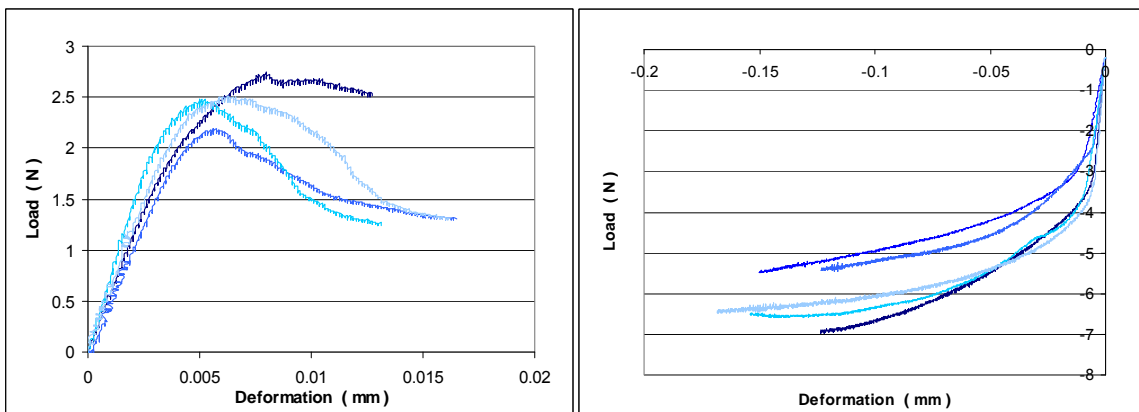 3
2.5
2
1.5
1
0.5
0
0 0.005 0.01 0.015 0.02
Load ( N )
Deformation ( mm )
-0.2 -0.15 -0.1 -0.05 0
0
-1
-2
-3
-4
-5
-6
-7
-8
Load ( N )
Deformation ( mm )